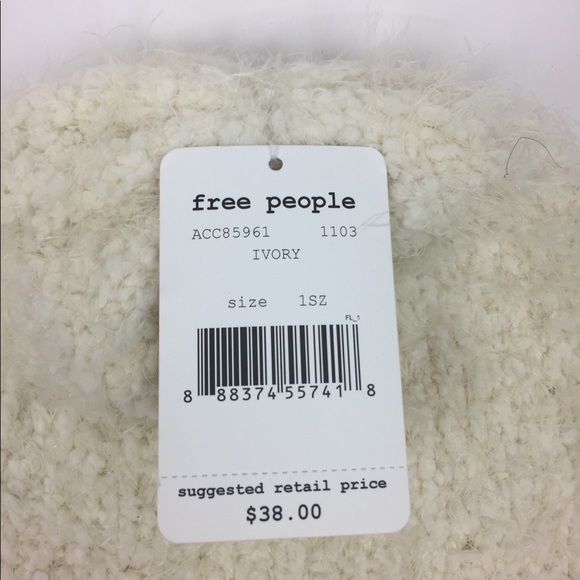 free people
ACC85961 1103
IVORY
size 1SZ
FL_1
8 88374 55741 8
suggested retail price
$38.00